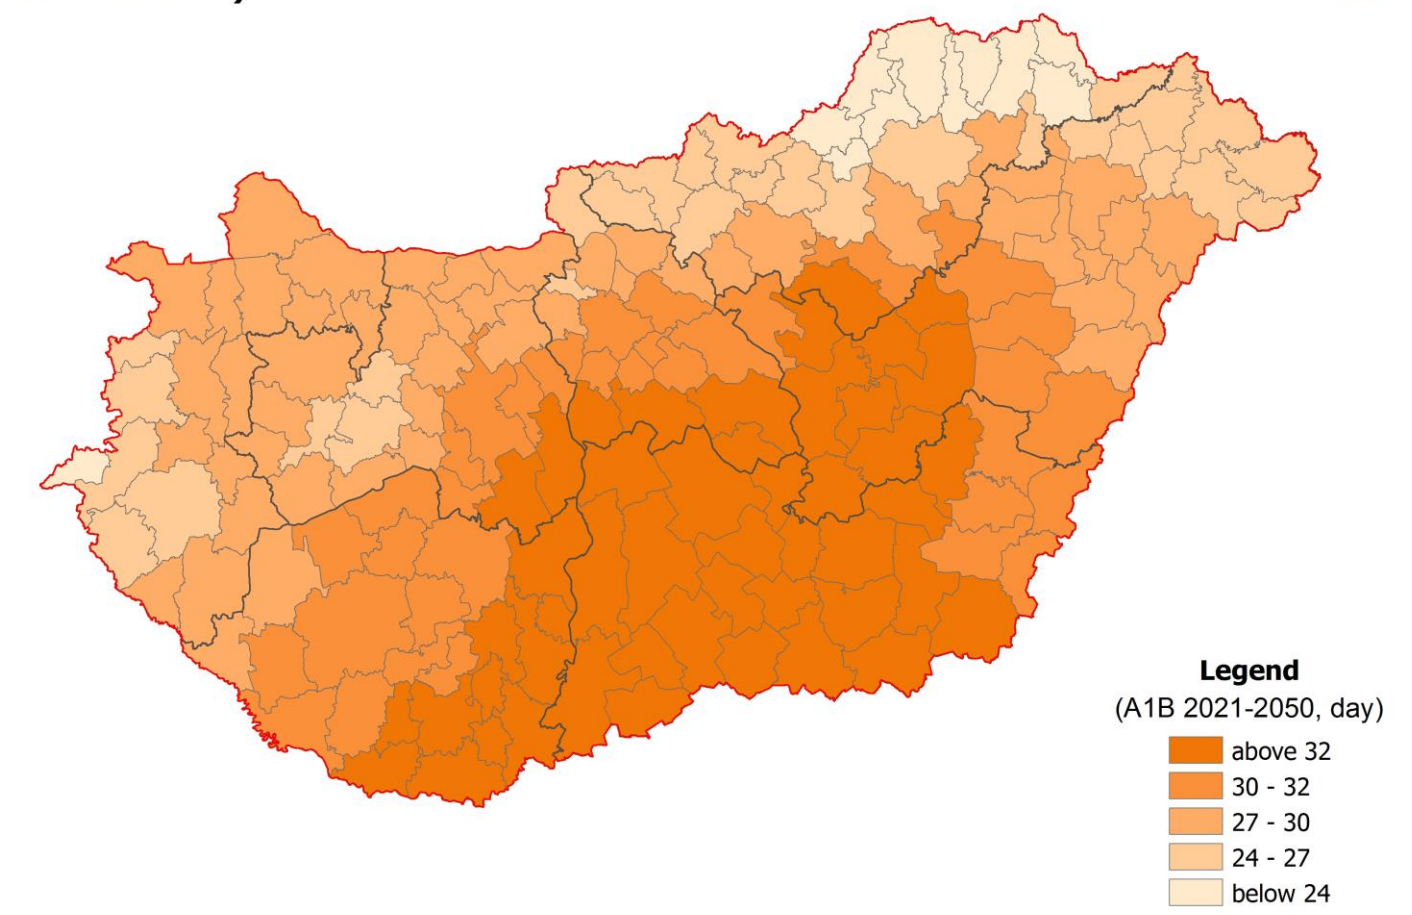 Legend
(A1B 2021-2050, day)
above 32
30 - 32
27 - 30
24 - 27
below 24